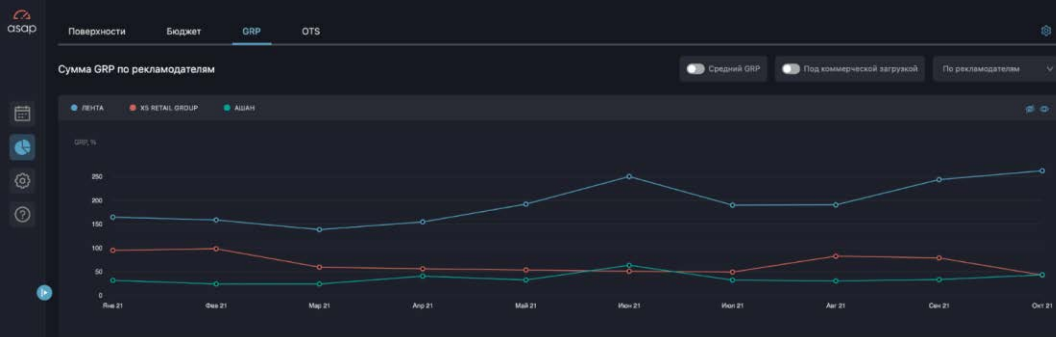 asap
Поверхности Бюджет GRP OTS
Сумма GRP по рекламодателям
Средний GRP Под коммерческой загрузкой По рекламодателям
ЛЕНТА X5 RETAIL GROUP АШАН
GRP, %
250
200
150
100
50
0
Янв 21 Фев 21 Мар 21 Апр 21 Май 21 Июн 21 Июл 21 Авг 21 Сен 21 Окт 21